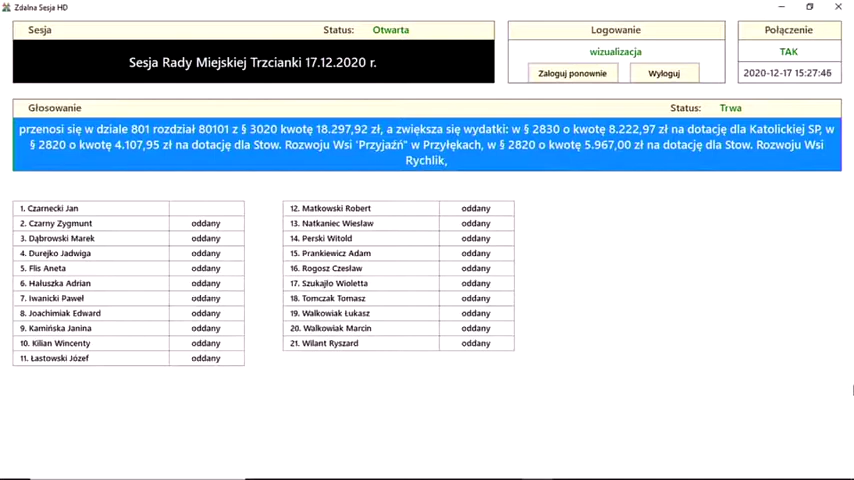 Zdalna Sesja HD
Sesja Status: Otwarta
Sesja Rady Miejskiej Trzcianki 17.12.2020 r.
Logowanie
wizualizacja
Zaloguj ponownie Wyloguj
Połączenie
TAK
2020-12-17 15:27:46
Głosowanie Status: Trwa
przenosi się w dziale 801 rozdział 80101 z § 3020 kwotę 18.297,92 zł, a zwiększa się wydatki: w § 2830 o kwotę 8.222,97 zł na dotację dla Katolickiej SP, w
§ 2820 o kwotę 4.107,95 zł na dotację dla Stow. Rozwoju Wsi 'Przyjaźń" w Przyłękach, w § 2820 o kwotę 5.967,00 zł na dotację dla Stow. Rozwoju Wsi
Rychlik,
1. Czarnecki Jan
2. Czarny Zygmunt oddany
3. Dąbrowski Marek oddany
4. Durejko Jadwiga oddany
5. Flis Aneta oddany
6. Hałuszka Adrian oddany
7. Iwanicki Paweł oddany
8. Joachimiak Edward oddany
9. Kamińska Janina oddany
10. Kilian Wincenty oddany
11. Łastowski Józef oddany
12. Matkowski Robert oddany
13. Natkaniec Wiesław oddany
14. Perski Witold oddany
15. Prankiewicz Adam oddany
16. Rogosz Czesław oddany
17. Szukajło Wioletta oddany
18. Tomczak Tomasz oddany
19. Walkowiak Łukasz oddany
20. Walkowiak Marcin oddany
21. Wilant Ryszard oddany